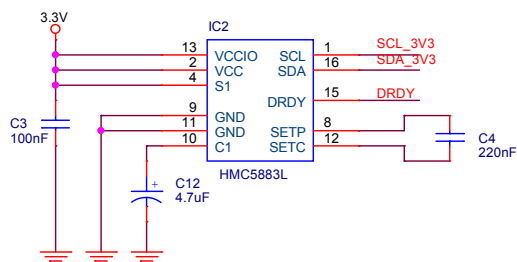 3.3V
IC2
13 VCCIO SCL 1 SCL_3V3
2 VCC SDA 16 SDA_3V3
4 S1
DRDY 15 DRDY
9 GND
11 GND SETP 8
10 C1 SETC 12
C3
100nF
C4
220nF
HMC5883L
C12
+
4.7uF